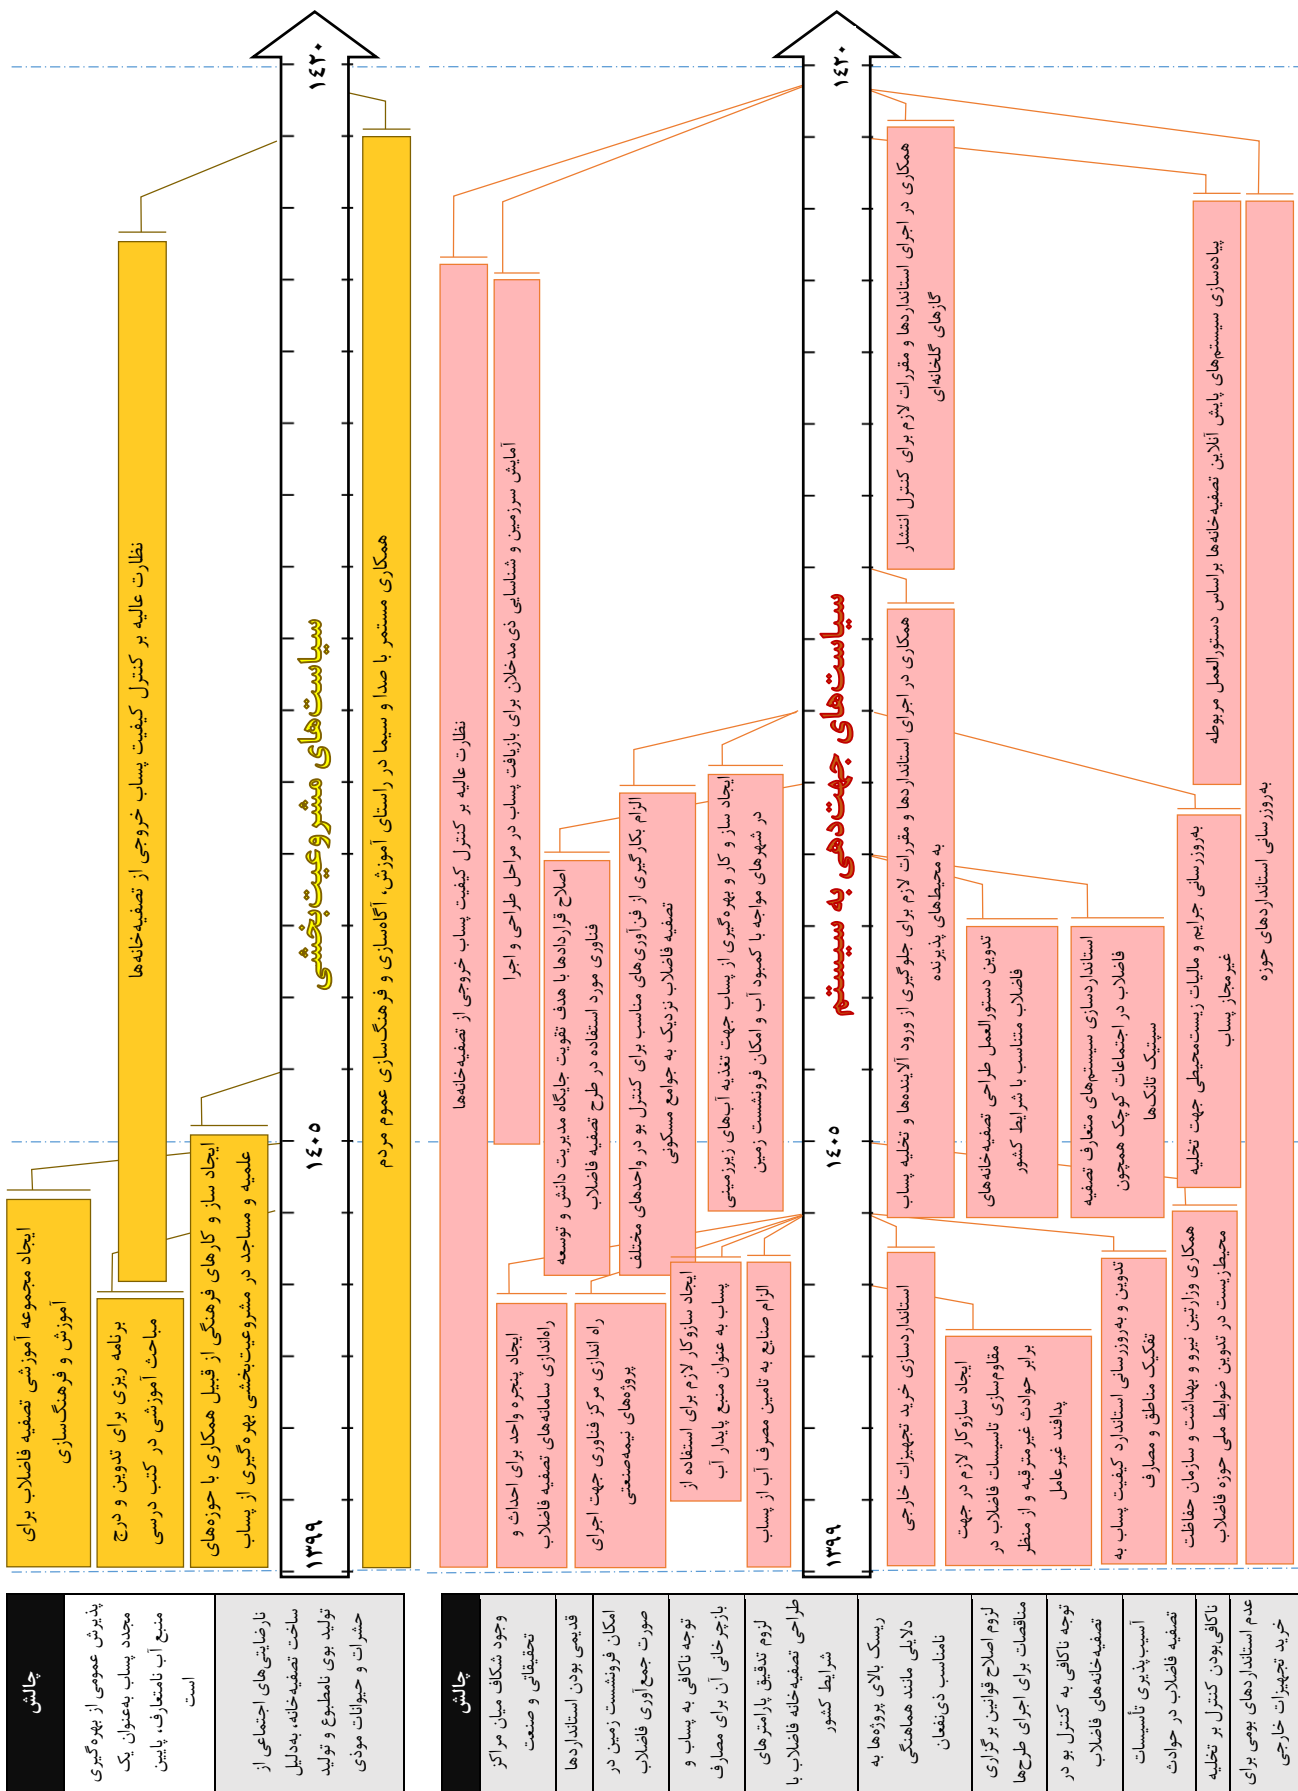 چالش
پذیرش عمومی از بهره‌گیری
مجدد پساب به‌عنوان یک
منبع آب نامتعارف، پایین
است
نارضایتی‌های اجتماعی از
ساخت تصفیه‌خانه، به‌دلیل
تولید بوی نامطبوع و تولید
حشرات و حیوانات موذی
ایجاد مجموعه آموزشی تصفیه فاضلاب برای
آموزش و فرهنگ‌سازی
برنامه ریزی برای تدوین و درج
مباحث آموزشی در کتب درسی
نظارت عالیه بر کنترل کیفیت پساب خروجی از تصفیه‌خانه‌ها
ایجاد ساز و کارهای فرهنگی از قبیل همکاری با حوزه‌های
علمیه و مساجد در مشروعیت‌بخشی بهره‌گیری از پساب
۱۳۹۹
۱۴۰۵
سیاست‌های مشروعیت‌بخشی
۱۴۲۰
همکاری مستمر با صدا و سیما در راستای آموزش، آگاه‌سازی و فرهنگ‌سازی عموم مردم
چالش
وجود شکاف میان مراکز
تحقیقاتی و صنعت
قدیمی بودن استانداردها
امکان فرونشست زمین در
صورت جمع‌آوری فاضلاب
توجه ناکافی به پساب و
بازچرخانی آن برای مصارف
لزوم تدقیق پارامترهای
طراحی تصفیه‌خانه فاضلاب با
شرایط کشور
ریسک بالای پروژه‌ها به
دلایلی مانند هماهنگی
نامناسب ذی‌نفعان
لزوم اصلاح قوانین برگزاری
مناقصات برای اجرای طرح‌ها
توجه ناکافی به کنترل بو در
تصفیه‌خانه‌های فاضلاب
آسیب‌پذیری تأسیسات
تصفیه فاضلاب در حوادث
ناکافی‌بودن کنترل بر تخلیه
عدم استانداردهای بومی برای
خرید تجهیزات خارجی
نظارت عالیه بر کنترل کیفیت پساب خروجی از تصفیه‌خانه‌ها
ایجاد پنجره واحد برای احداث و
راه‌اندازی سامانه‌های تصفیه فاضلاب
آمایش سرزمین و شناسایی ذی‌مدخلان برای بازیافت پساب در مراحل طراحی و اجرا
راه اندازی مرکز فناوری جهت اجرای
پروژه‌های نیمه‌صنعتی
اصلاح قراردادها با هدف تقویت جایگاه مدیریت دانش و توسعه
فناوری مورد استفاده در طرح تصفیه فاضلاب
الزام بکارگیری از فن‌آوری‌های مناسب برای کنترل بو در واحدهای مختلف
تصفیه فاضلاب نزدیک به جوامع مسکونی
ایجاد سازوکار لازم برای استفاده از
پساب به عنوان منبع پایدار آب
ایجاد ساز و کار و بهره‌گیری از پساب جهت تغذیه آب‌های زیرزمینی
در شهرهای مواجه با کمبود آب و امکان فرونشست زمین
الزام صنایع به تامین مصرف آب از پساب
۱۳۹۹
۱۴۰۵
سیاست‌های جهت‌دهی به سیستم
۱۴۲۰
استانداردسازی خرید تجهیزات خارجی
همکاری در اجرای استانداردها و مقررات لازم برای جلوگیری از ورود آلاینده‌ها و تخلیه پساب
به محیط‌های پذیرنده
همکاری در اجرای استانداردها و مقررات لازم برای کنترل انتشار
گازهای گلخانه‌ای
ایجاد سازوکار لازم در جهت
مقاوم‌سازی تاسیسات فاضلاب در
برابر حوادث غیرمترقبه و از منظر
پدافند غیرعامل
تدوین دستورالعمل طراحی تصفیه‌خانه‌های
فاضلاب متناسب با شرایط کشور
استانداردسازی سیستم‌های متعارف تصفیه
فاضلاب در اجتماعات کوچک همچون
سپتیک تانک‌ها
تدوین و به‌روزرسانی استاندارد کیفیت پساب به
تفکیک مناطق و مصارف
همکاری وزارتین نیرو و بهداشت و سازمان حفاظت
محیط‌زیست در تدوین ضوابط ملی حوزه فاضلاب
به‌روزرسانی جرایم و مالیات زیست‌محیطی جهت تخلیه
غیرمجاز پساب
پیاده‌سازی سیستم‌های پایش آنلاین تصفیه‌خانه‌ها براساس دستورالعمل مربوطه
به‌روزرسانی استانداردهای حوزه